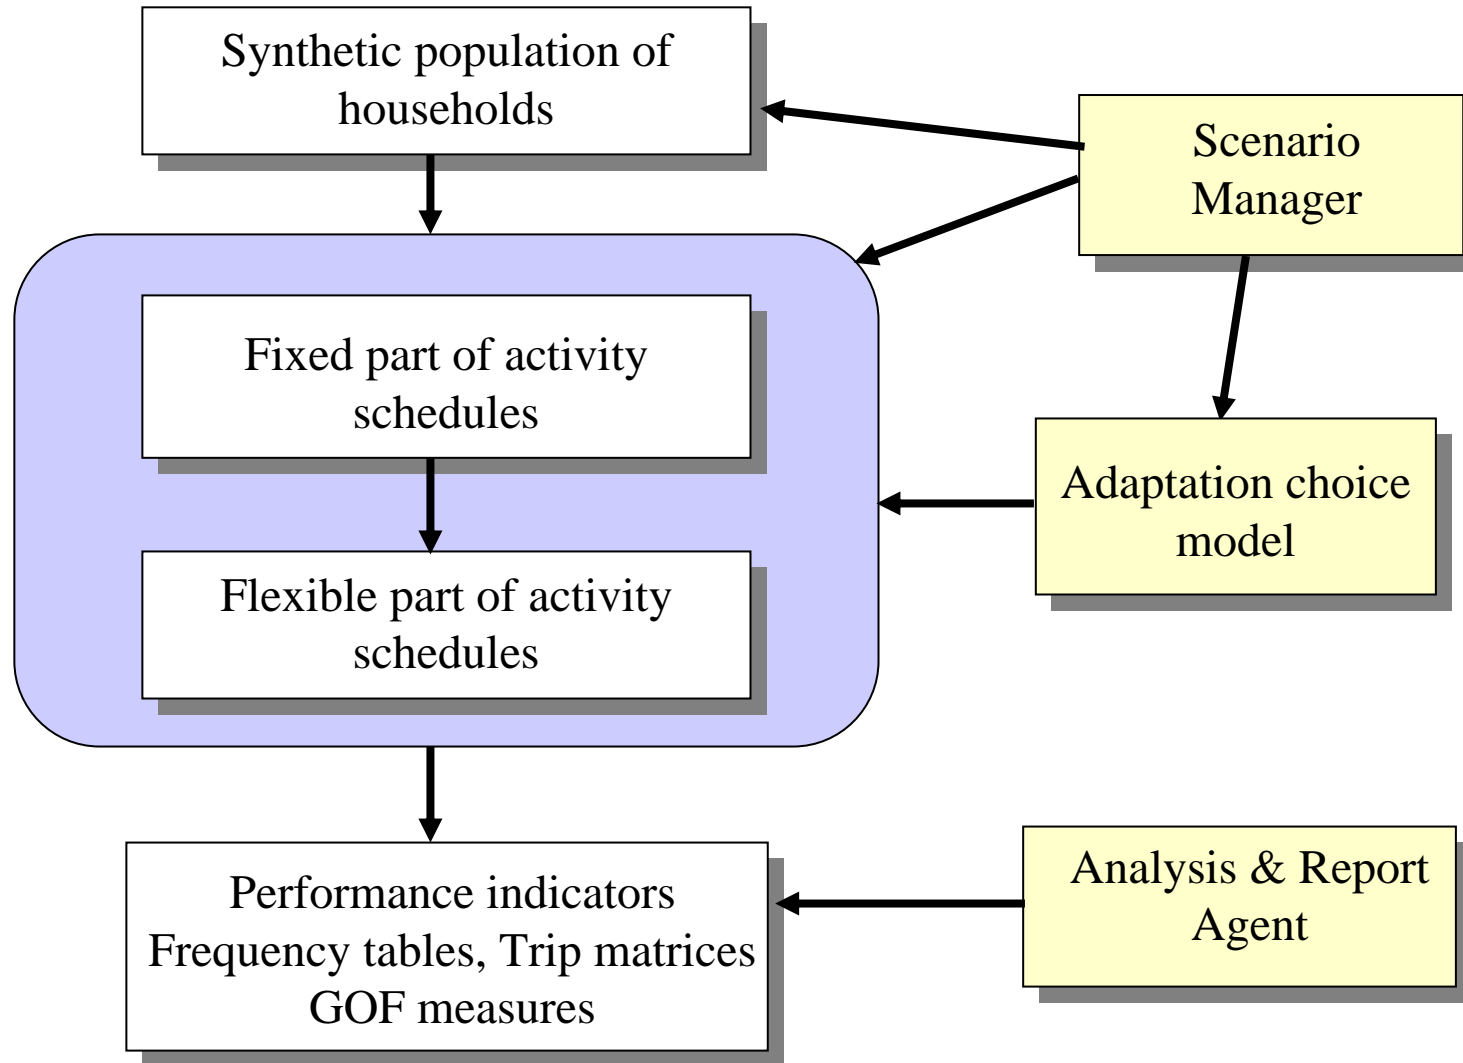 Synthetic population of
households
Scenario
Manager
Fixed part of activity
schedules
Adaptation choice
model
Flexible part of activity
schedules
Performance indicators
Frequency tables, Trip matrices
GOF measures
Analysis & Report
Agent